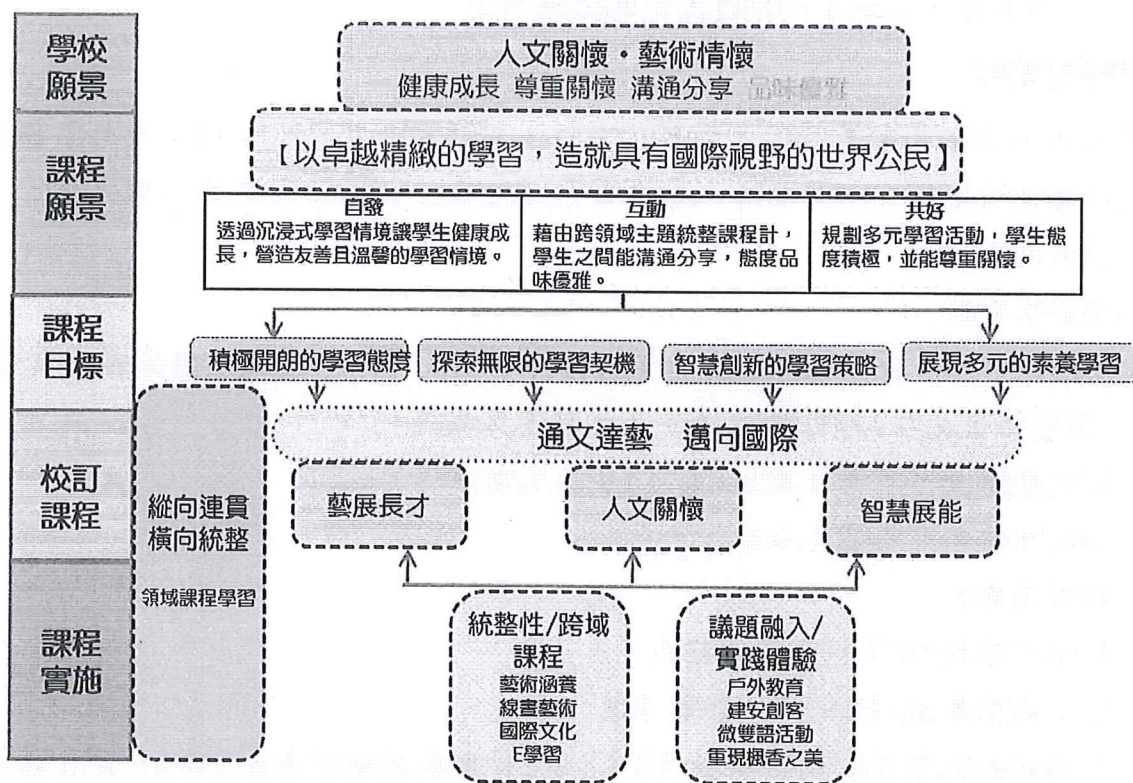 學校
願景
人文關懷・藝術情懷
健康成長 尊重關懷 溝通分享
課程
願景
【以卓越精緻的學習,造就具有國際視野的世界公民】
自發
透過沉浸式學習情境讓學生健康成
長,營造友善且溫馨的學習情境。
互動
藉由跨領域主題統整課程計,
學生之間能溝通分享,態度品
味優雅。
共好
規劃多元學習活動,學生態
度積極,並能尊重關懷。
課程
目標
積極開朗的學習態度
探索無限的學習契機
智慧創新的學習策略
展現多元的素養學習
校訂
課程
通文達藝 邁向國際
縱向連貫
橫向統整
領域課程學習
藝展長才
人文關懷
智慧展能
課程
實施
統整性/跨域
課程
藝術涵養
線畫藝術
國際文化
E學習
議題融入/
實踐體驗
戶外教育
建安創客
微雙語活動
重現楓香之美